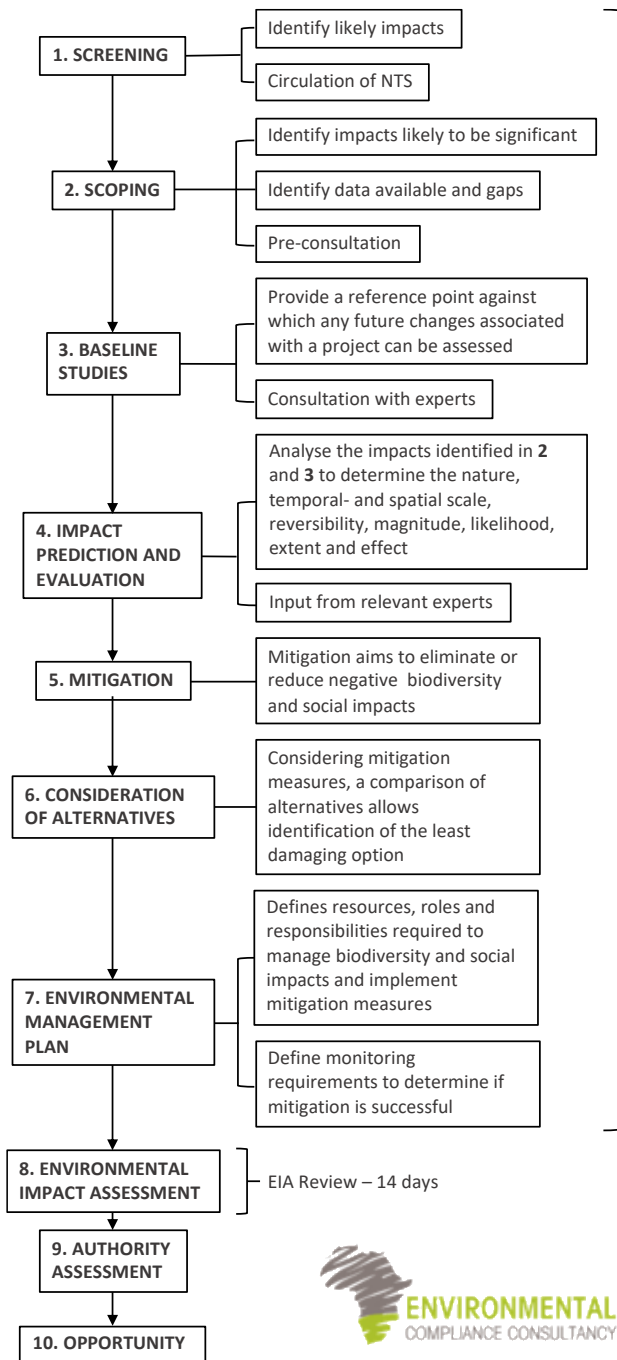 Identify likely impacts
1. SCREENING
Circulation of NTS
Identify impacts likely to be significant
2. SCOPING
Identify data available and gaps
Pre-consultation
Provide a reference point against
which any future changes associated
with a project can be assessed
3. BASELINE
STUDIES
Consultation with experts
Analyse the impacts identified in 2
and 3 to determine the nature,
temporal- and spatial scale,
reversibility, magnitude, likelihood,
extent and effect
4. IMPACT
PREDICTION AND
EVALUATION
Input from relevant experts
5. MITIGATION
Mitigation aims to eliminate or
reduce negative biodiversity
and social impacts
6. CONSIDERATION
OF ALTERNATIVES
Considering mitigation
measures, a comparison of
alternatives allows
identification of the least
damaging option
Defines resources, roles and
responsibilities required to
manage biodiversity and social
impacts and implement
mitigation measures
7. ENVIRONMENTAL
MANAGEMENT
PLAN
Define monitoring
requirements to determine if
mitigation is successful
8. ENVIRONMENTAL
IMPACT ASSESSMENT
EIA Review – 14 days
9. AUTHORITY
ASSESSMENT
10. OPPORTUNITY
ENVIRONMENTAL
COMPLIANCE CONSULTANCY